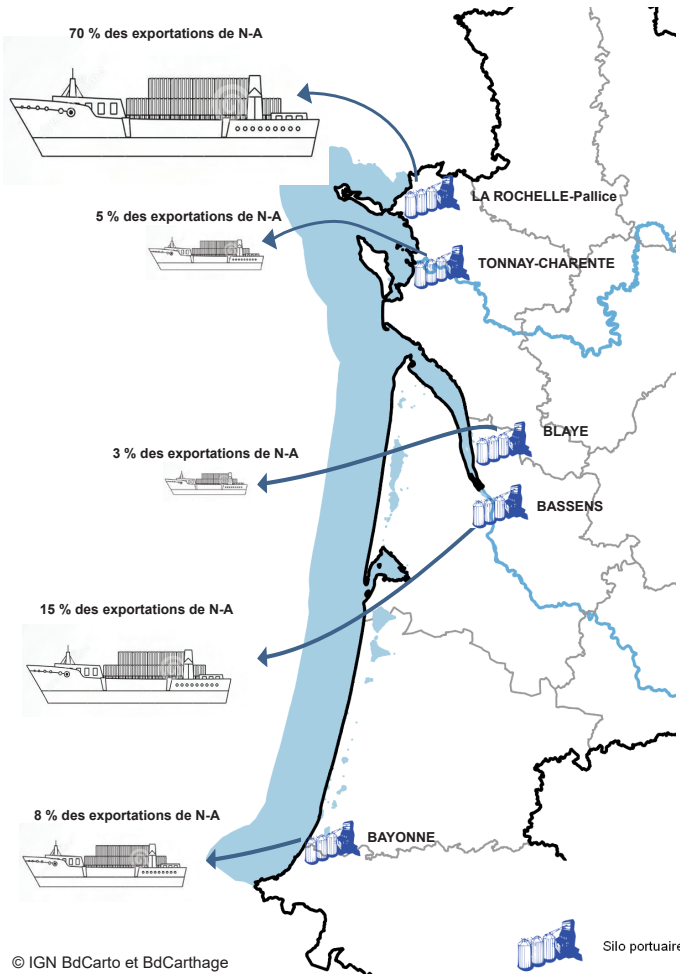 70 % des exportations de N-A
LA ROCHELLE-Pallice
5 % des exportations de N-A
TONNAY-CHARENTE
BLAYE
3 % des exportations de N-A
BASSENS
15 % des exportations de N-A
8 % des exportations de N-A
BAYONNE
Silo portuaire
© IGN BdCarto et BdCarthage